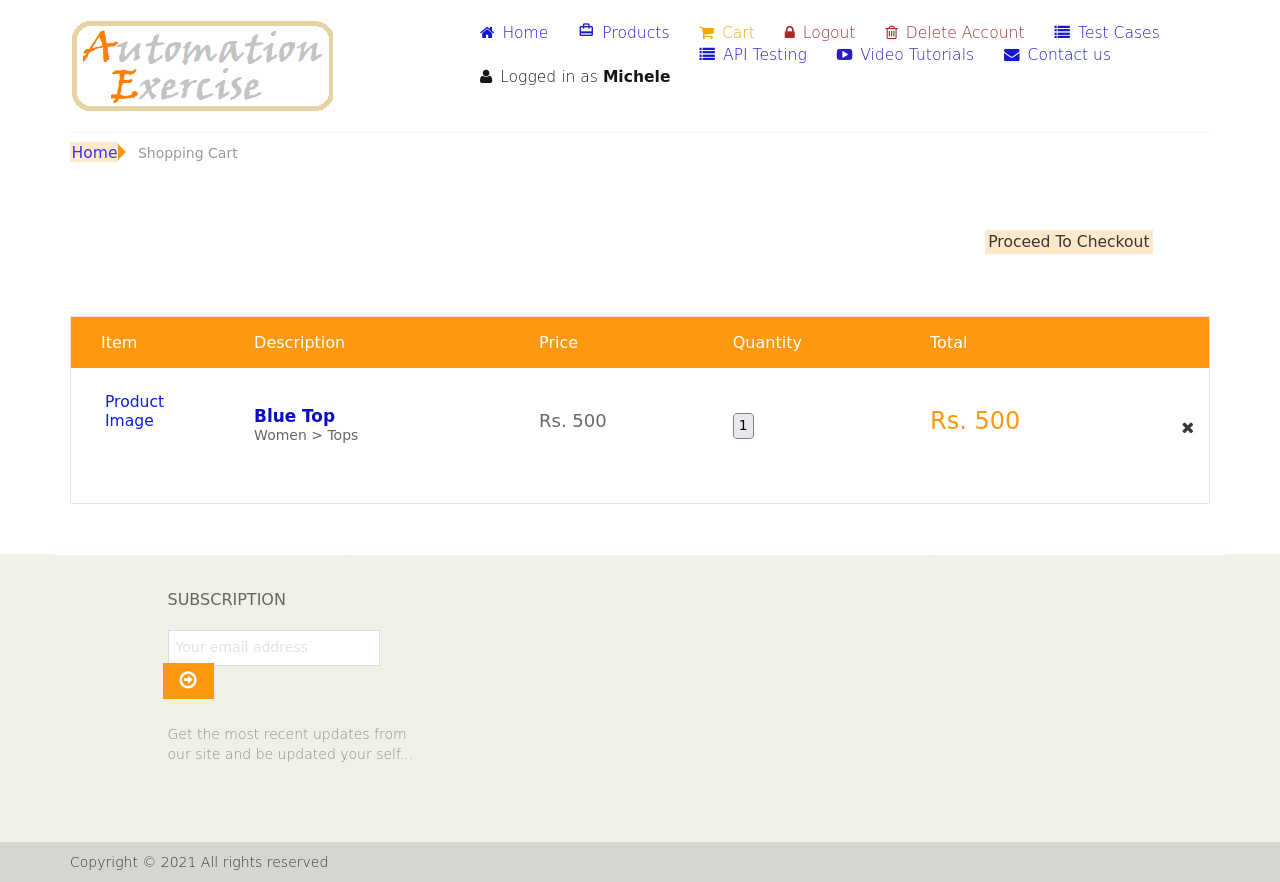 Automation
Exercise
Home Products Cart Logout Delete Account Test Cases
API Testing Video Tutorials Contact us
Logged in as Michele
Home Shopping Cart
Proceed To Checkout
Item Description Price Quantity Total
Product
Image
Blue Top
Women > Tops
Rs. 500
1
Rs. 500
SUBSCRIPTION
Your email address
Get the most recent updates from
our site and be updated your self...
Copyright © 2021 All rights reserved